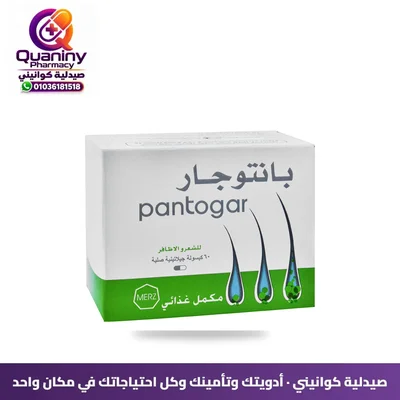 Quaniny
Pharmacy
صيدلية كوانيني
01036181518
بانتوجار
pantogar
للشعر والاظافر
٦٠ كبسولة جيلاتينية صلبة
MERZ
مكمل غذائي
صيدلية كوانيني - أدويتك وتأمينك وكل احتياجاتك في مكان واحد